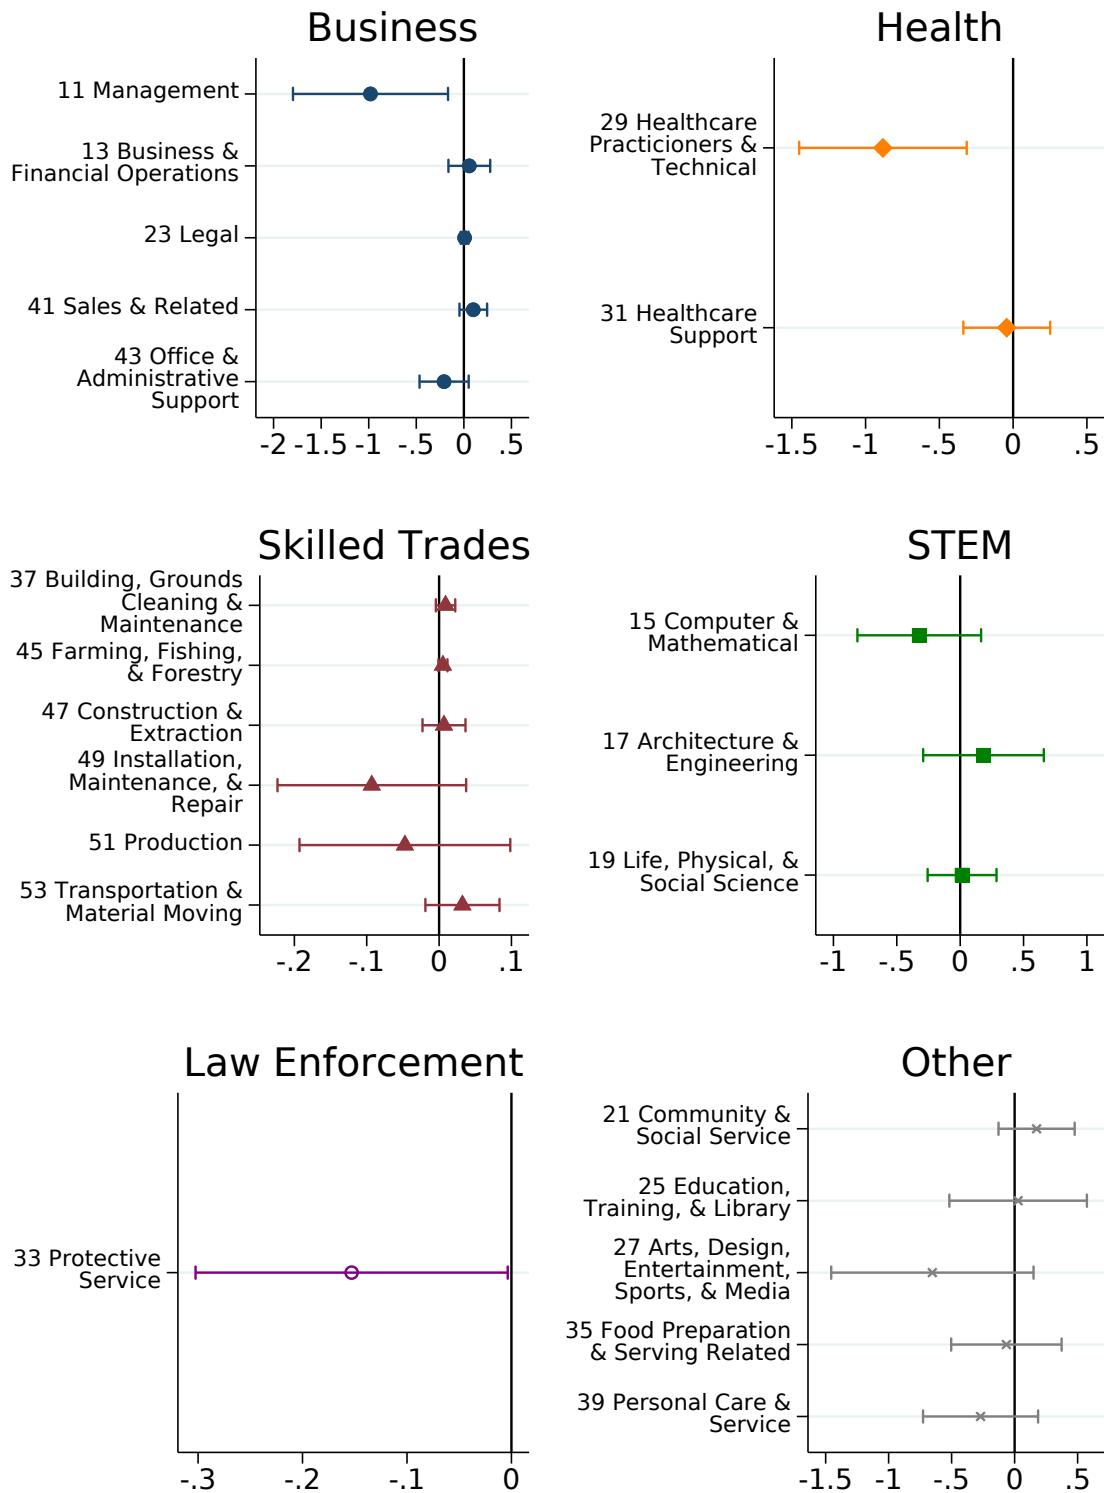 Business
11 Management
13 Business &
Financial Operations
23 Legal
41 Sales & Related
43 Office &
Administrative
Support
-2 -1.5 -1 -.5 0 .5
Health
29 Healthcare
Practicioners &
Technical
31 Healthcare
Support
-1.5 -1 -.5 0 .5
Skilled Trades
37 Building, Grounds
Cleaning &
Maintenance
45 Farming, Fishing,
& Forestry
47 Construction &
Extraction
49 Installation,
Maintenance, &
Repair
51 Production
53 Transportation &
Material Moving
-.2 -.1 0 .1
STEM
15 Computer &
Mathematical
17 Architecture &
Engineering
19 Life, Physical, &
Social Science
-1 -.5 0 .5 1
Law Enforcement
33 Protective
Service
-.3 -.2 -.1 0
Other
21 Community &
Social Service
25 Education,
Training, & Library
27 Arts, Design,
Entertainment,
Sports, & Media
35 Food Preparation
& Serving Related
39 Personal Care &
Service
-1.5 -1 -.5 0 .5